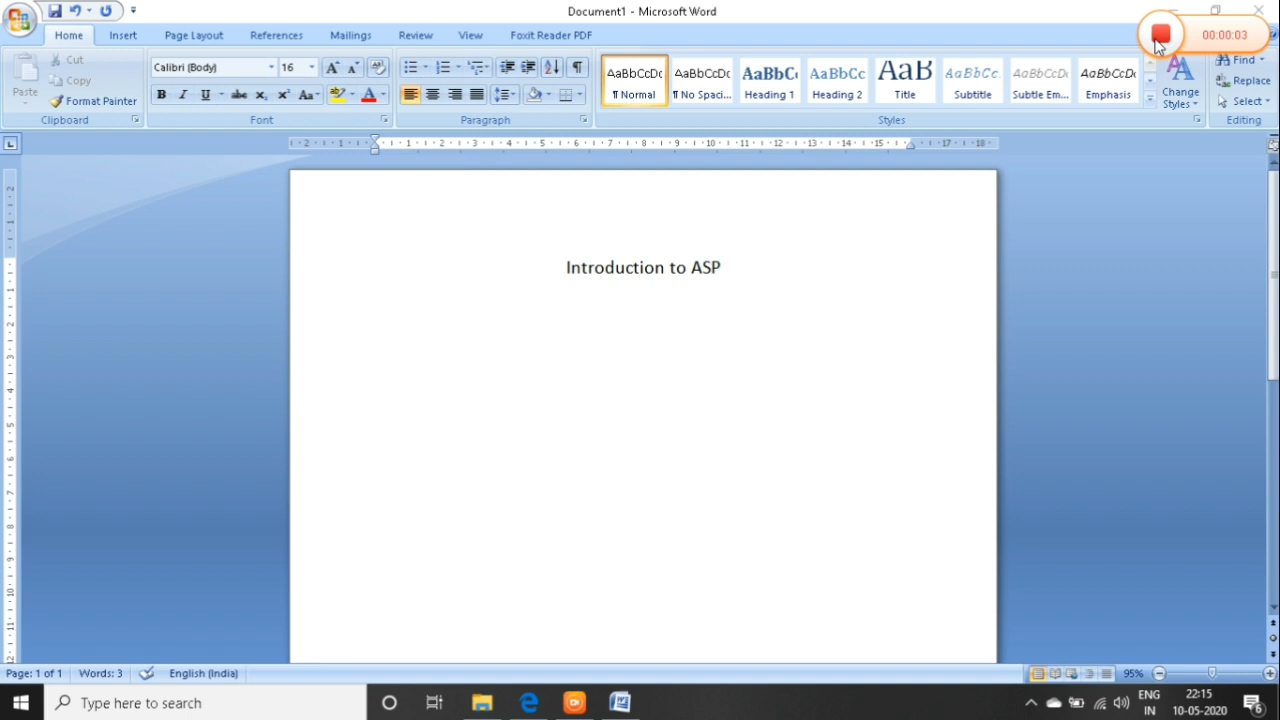 Document1 - Microsoft Word
00:00:03
Home Insert Page Layout References Mailings Review View Foxit Reader PDF
Paste
Cut
Copy
Format Painter
Clipboard
Calibri (Body) 16
Font
Paragraph
AaBbCcDc AaBbCcDc AaBbCc AaBbCc AaB AaBbCc. AaBbCcDc AaBbCcDc
¶ Normal ¶ No Spaci... Heading 1 Heading 2 Title Subtitle Subtle Em... Emphasis
Change Styles
Styles
Find
Replace
Select
Editing
Introduction to ASP
Page: 1 of 1 Words: 3 English (India) 95%
Type here to search
ENG
IN
22:15
10-05-2020
6